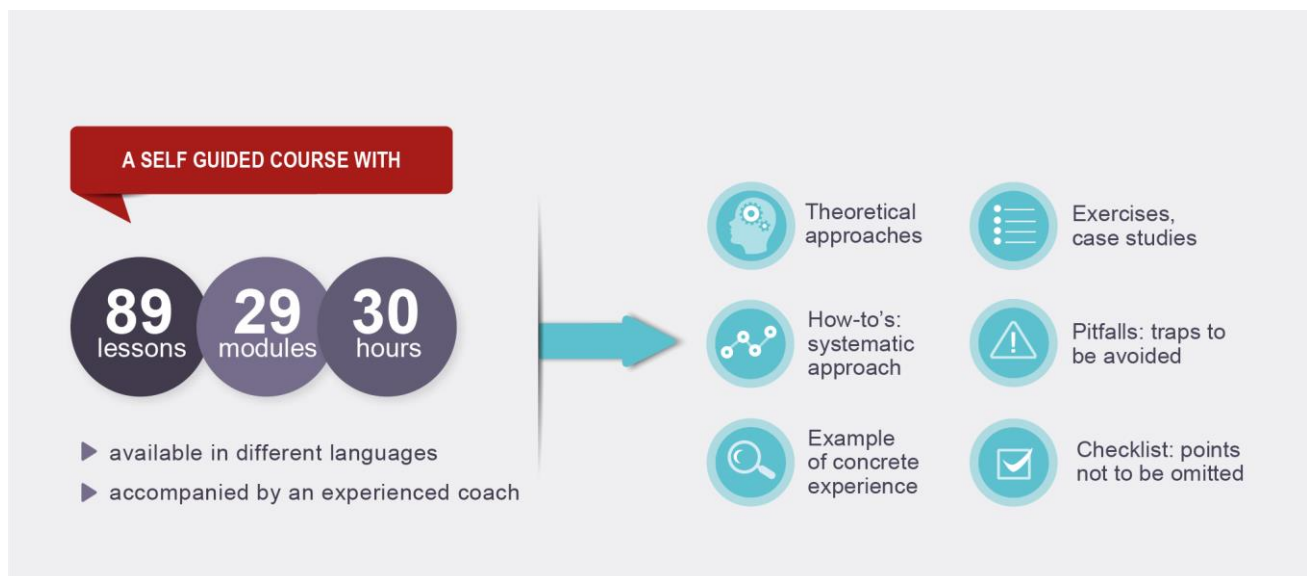 A SELF GUIDED COURSE WITH
89
lessons
29
modules
30
hours
available in different languages
accompanied by an experienced coach
Theoretical
approaches
How-to's:
systematic
approach
Example
of concrete
experience
Exercises,
case studies
Pitfalls: traps to
be avoided
Checklist: points
not to be omitted